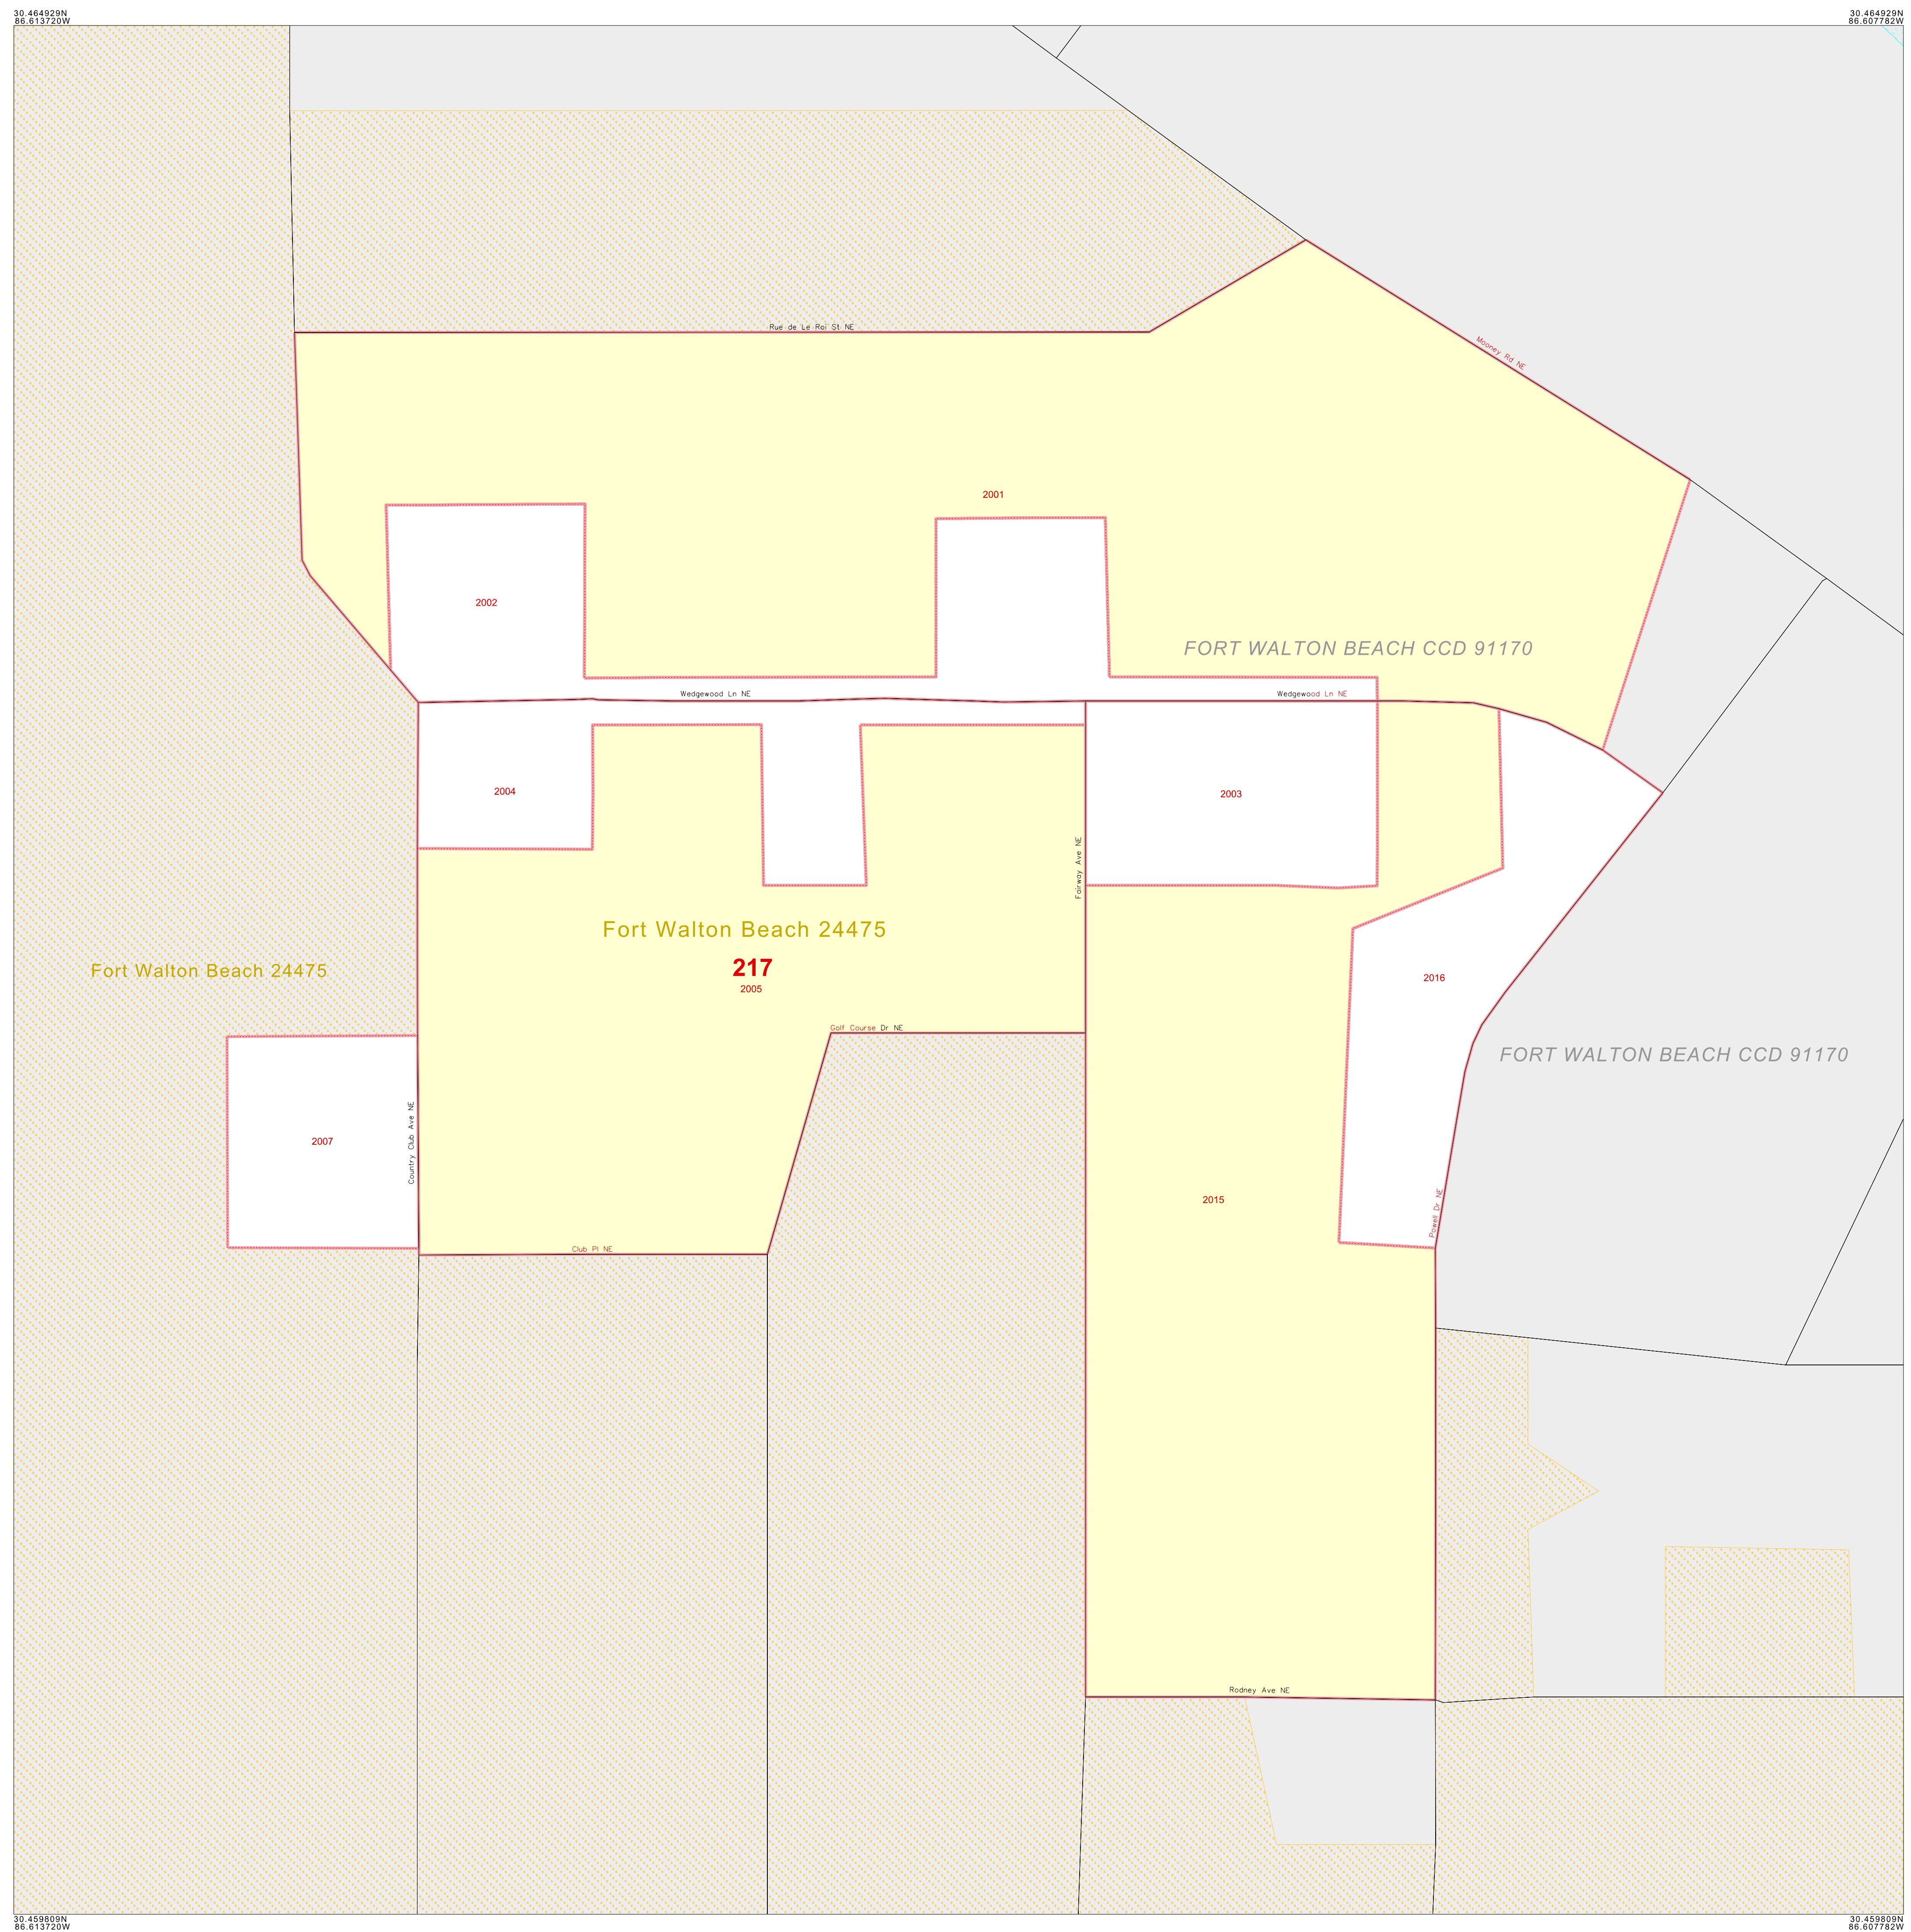 30.464929N
86.613720W
30.464929N
86.607782W
Rue de Le Roi St NE
Mooney Rd NE
2001
2002
FORT WALTON BEACH CCD 91170
Wedgewood Ln NE
Wedgewood Ln NE
2004
2003
Fairway Ave NE
Fort Walton Beach 24475
217
2005
Fort Walton Beach 24475
2016
Golf Course Dr NE
FORT WALTON BEACH CCD 91170
2007
Country Club Ave NE
2015
Powell Dr NE
Club Pl NE
Rodney Ave NE
30.459809N
86.613720W
30.459809N
86.607782W